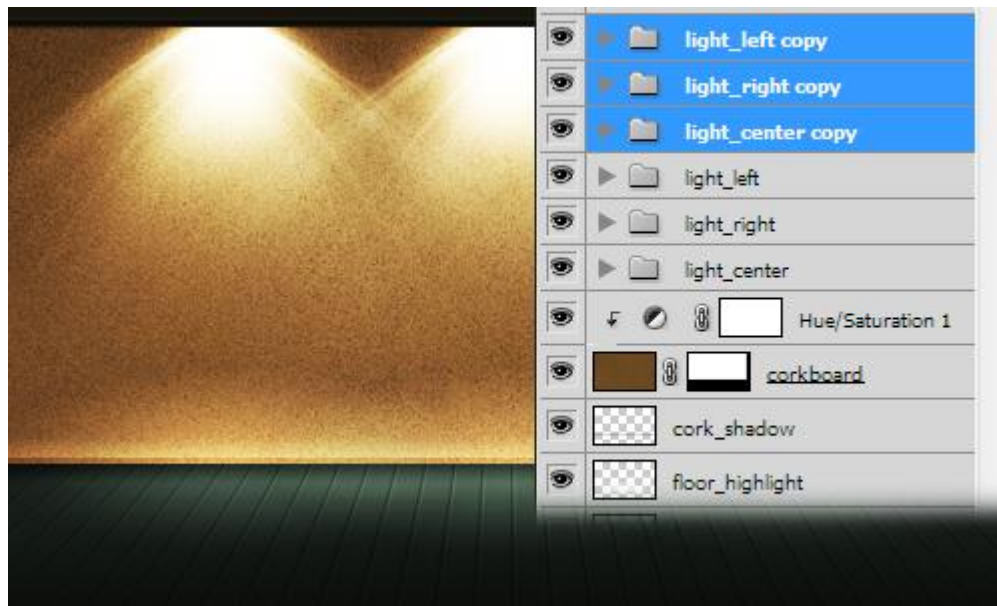 light_left copy
light_right copy
light_center copy
light_left
light_right
light_center
Hue/Saturation 1
corkboard
cork_shadow
floor_highlight